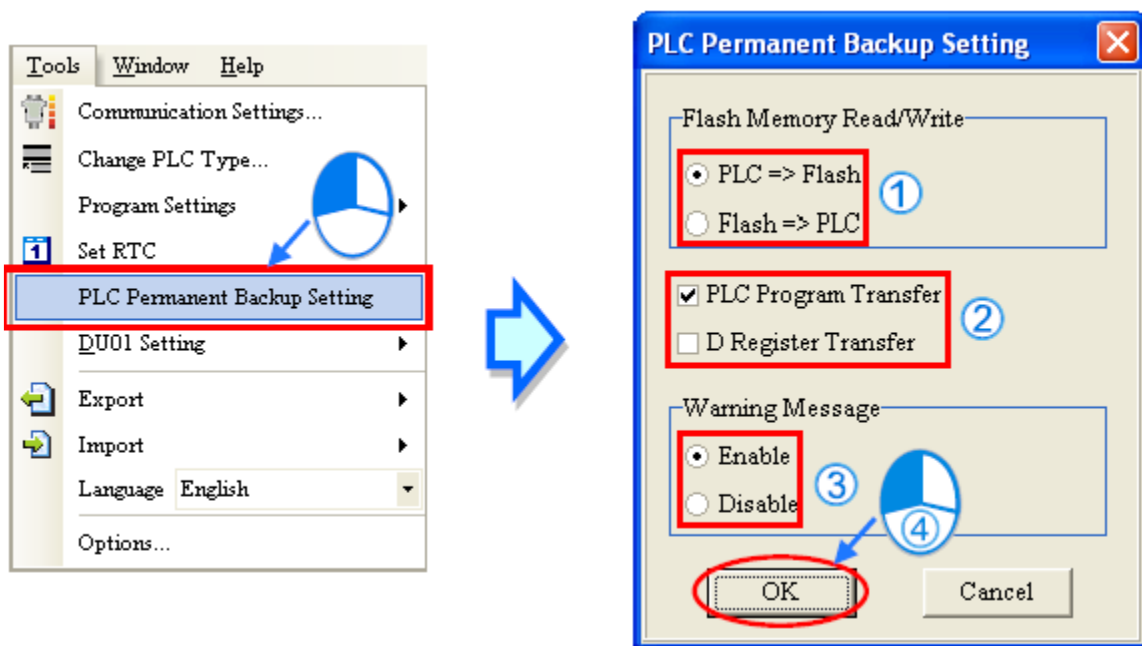 Tools Window Help
Communication Settings...
Change PLC Type...
Program Settings
1 Set RTC
PLC Permanent Backup Setting
DU01 Setting
Export
Import
Language English
Options...
PLC Permanent Backup Setting
Flash Memory Read/Write
PLC => Flash
1
Flash => PLC
PLC Program Transfer
2
D Register Transfer
Warning Message
Enable
3
Disable
4
OK Cancel